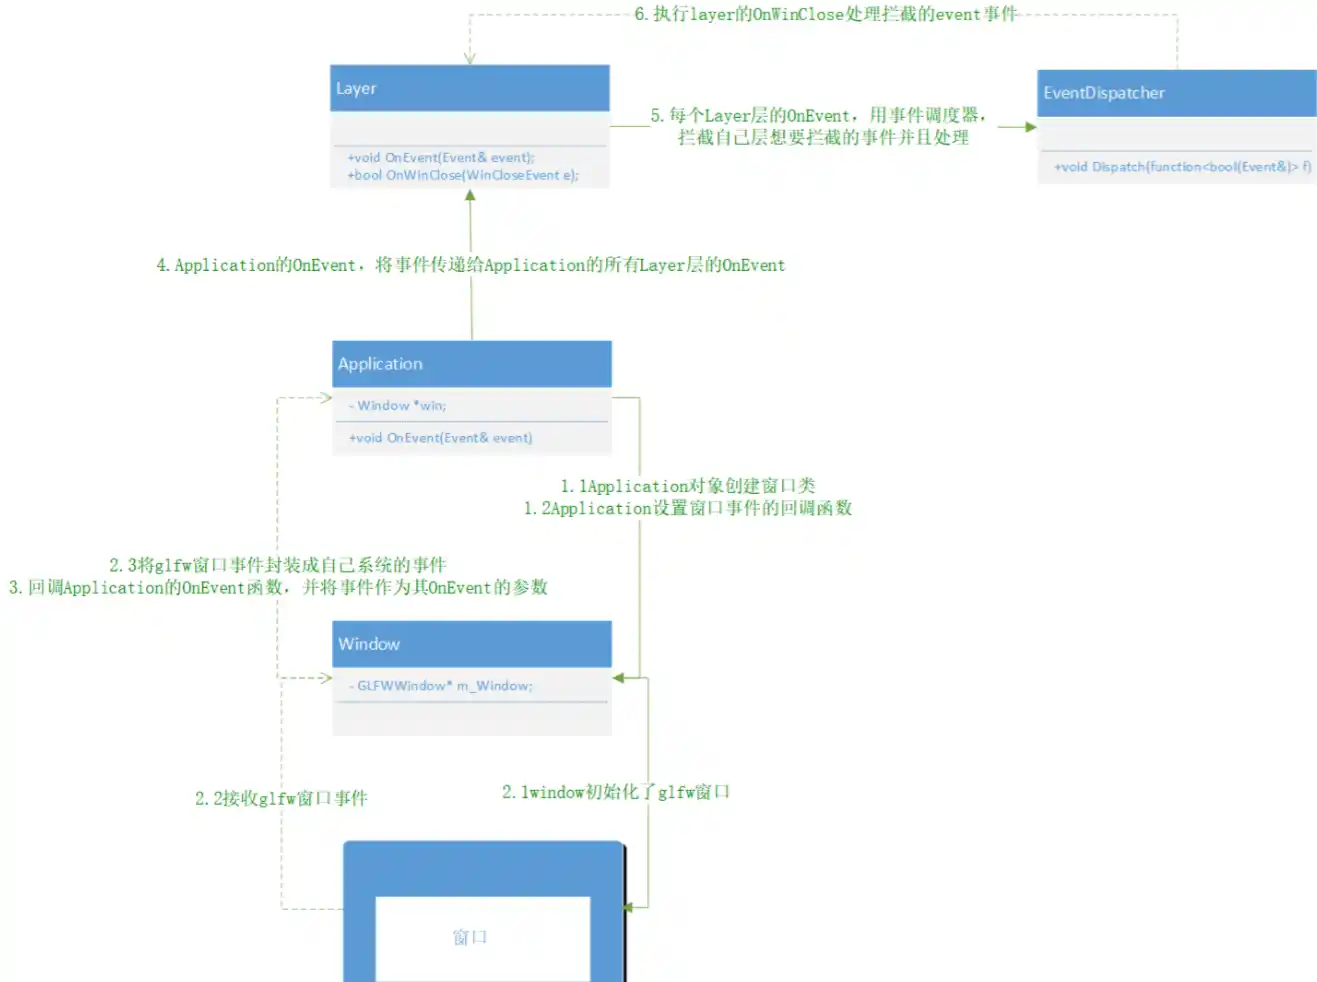 6.执行layer的OnWinClose处理拦截的event事件
Layer
+void OnEvent(Event& event);
+bool OnWinClose(WinCloseEvent e);
5.每个Layer层的OnEvent，用事件调度器，
拦截自己层想要拦截的事件并且处理
EventDispatcher
+void Dispatch(function<bool(Event&)> f)
4.Application的OnEvent，将事件传递给Application的所有Layer层的OnEvent
Application
- Window *win;
+void OnEvent(Event& event)
1.1Application对象创建窗口类
1.2Application设置窗口事件的回调函数
2.3将glfw窗口事件封装成自己系统的事件
3.回调Application的OnEvent函数，并将事件作为其OnEvent的参数
Window
- GLFWWindow* m_Window;
2.2接收glfw窗口事件
2.1window初始化了glfw窗口
窗口